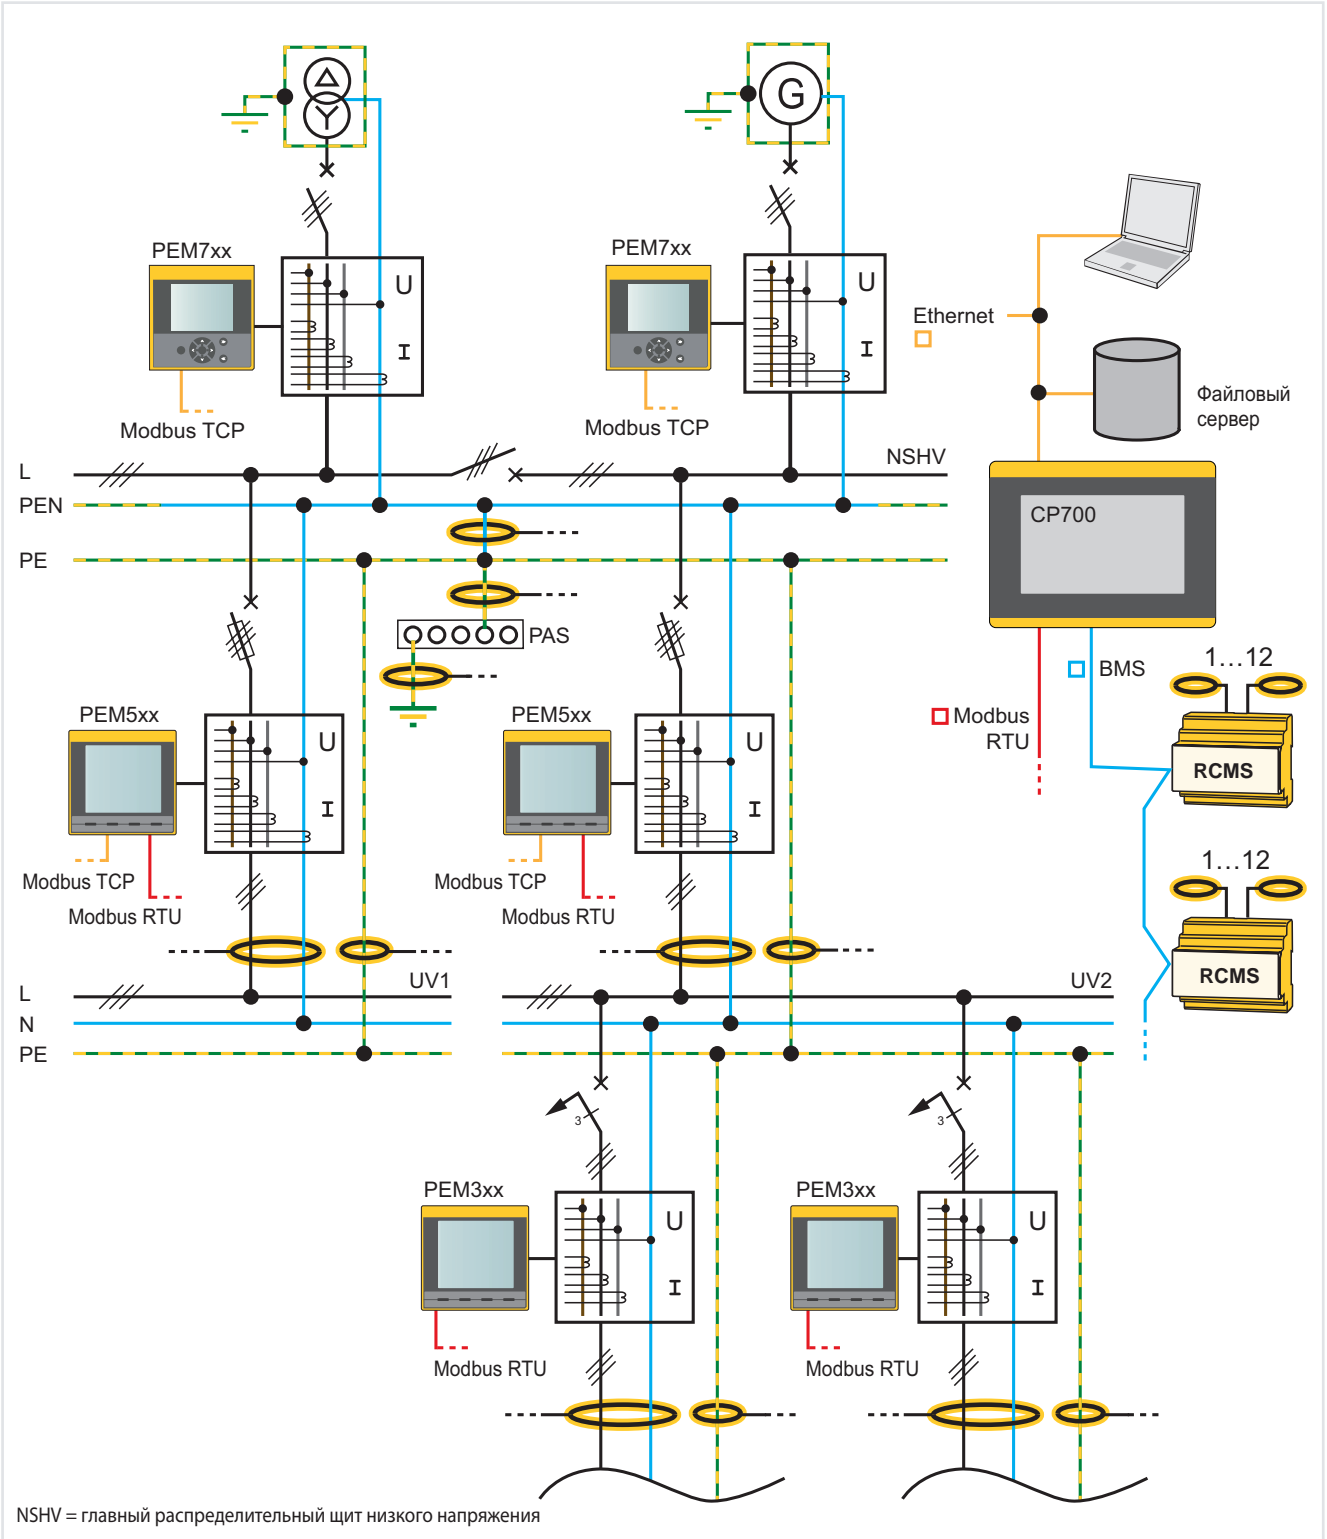 G
PEM7xx
U
I
Modbus TCP
PEM7xx
U
I
Modbus TCP
Ethernet
Файловый
сервер
L
NSHV
PEN
PE
CP700
PAS
BMS
1...12
Modbus
RTU
RCMS
PEM5xx
U
I
Modbus TCP
Modbus RTU
PEM5xx
U
I
Modbus TCP
Modbus RTU
1...12
RCMS
L
UV1
UV2
N
PE
3
3
PEM3xx
U
I
Modbus RTU
PEM3xx
U
I
Modbus RTU
NSHV = главный распределительный щит низкого напряжения